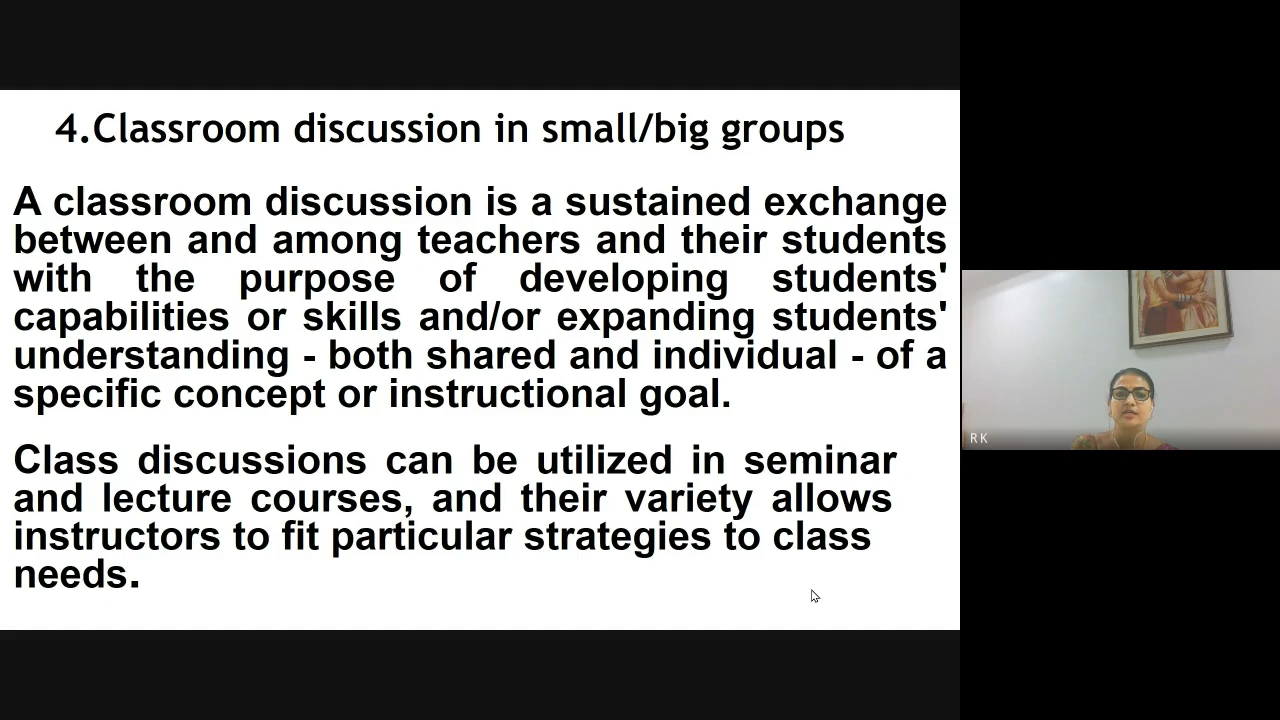 4.Classroom discussion in small/big groups
A classroom discussion is a sustained exchange
between and among teachers and their students
with the purpose of developing students'
capabilities or skills and/or expanding students'
understanding - both shared and individual - of a
specific concept or instructional goal.
Class discussions can be utilized in seminar
and lecture courses, and their variety allows
instructors to fit particular strategies to class
needs.
R K